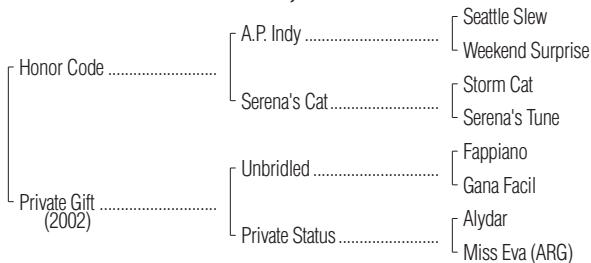 Seattle Slew
A.P. Indy ........................
Weekend Surprise
Honor Code ........................
Storm Cat
Serena's Cat ........................
Serena's Tune
Fappiano
Unbridled ........................
Gana Facil
Private Gift ........................
(2002)
Alydar
Private Status ........................
Miss Eva (ARG)